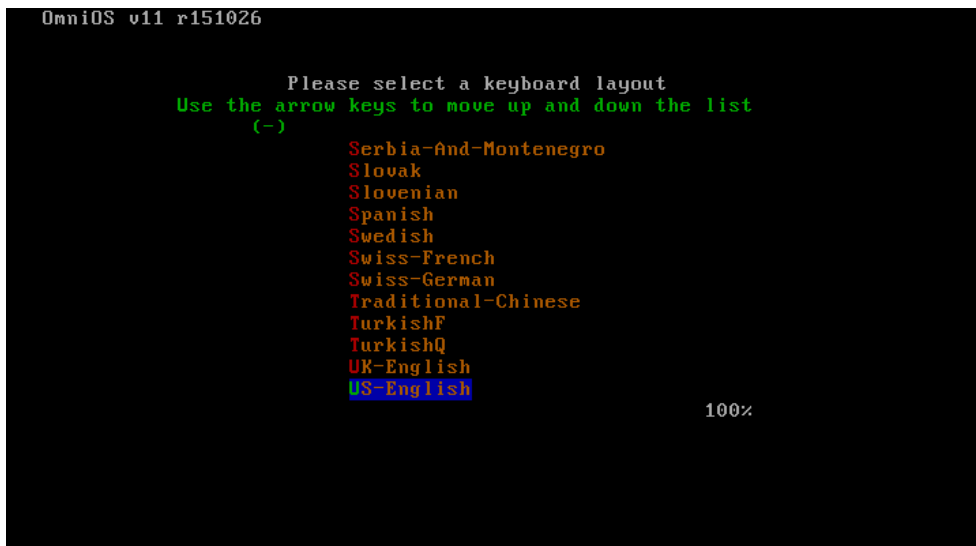 OmniOS v11 r151026
Please select a keyboard layout
Use the arrow keys to move up and down the list
(-)
Serbia-And-Montenegro
Slovak
Slovenian
Spanish
Swedish
Swiss-French
Swiss-German
Traditional-Chinese
TurkishF
TurkishQ
UK-English
US-English
100%